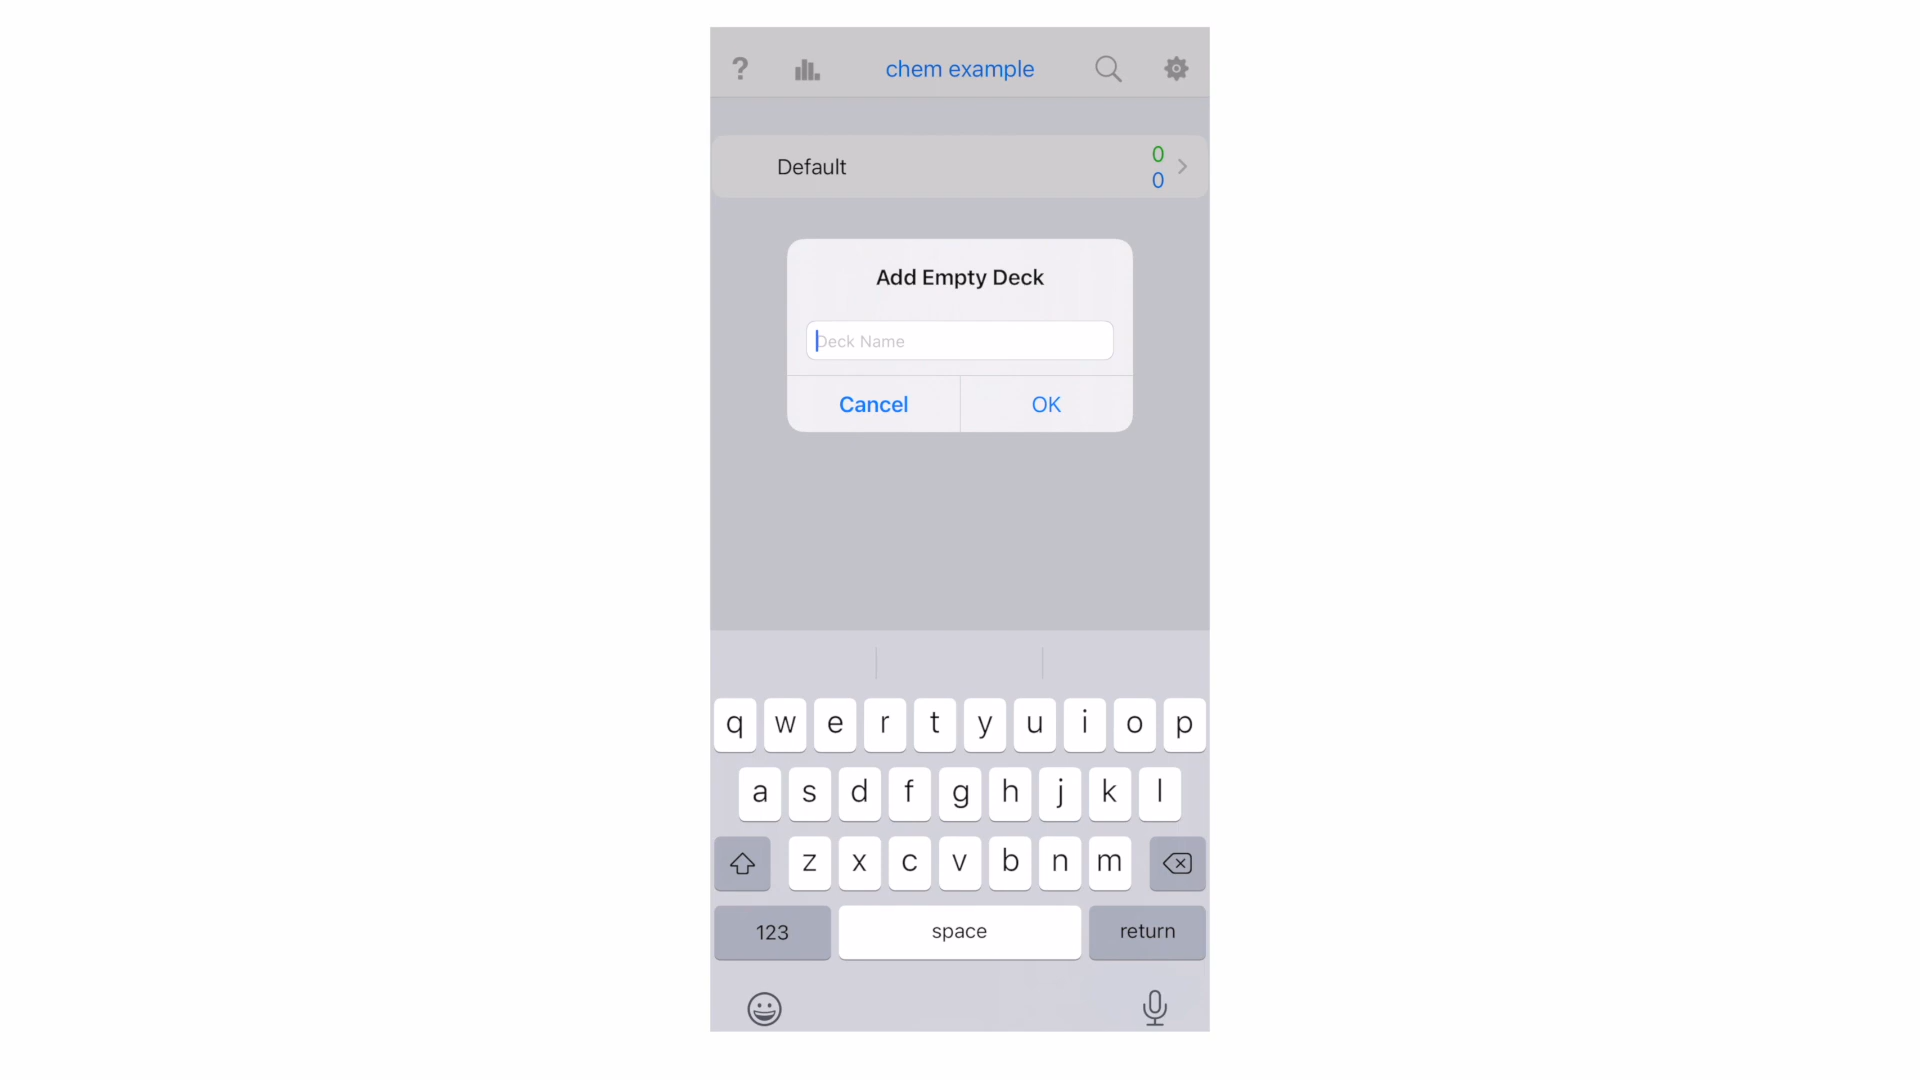 ? chem example
Default
0
0
Add Empty Deck
Deck Name
Cancel OK
q w e r t y u i o p
a s d f g h j k l
z x c v b n m
123 space return